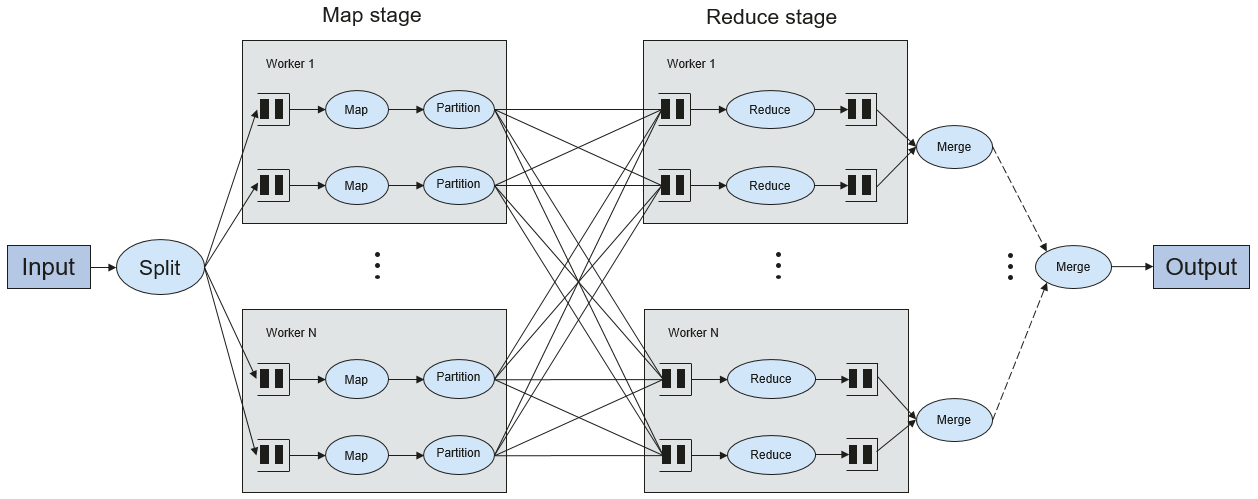 Map stage
Reduce stage
Worker 1
Map
Partition
Map
Partition
Worker 1
Reduce
Reduce
Merge
Input
Split
Merge
Output
Worker N
Map
Partition
Map
Partition
Worker N
Reduce
Reduce
Merge